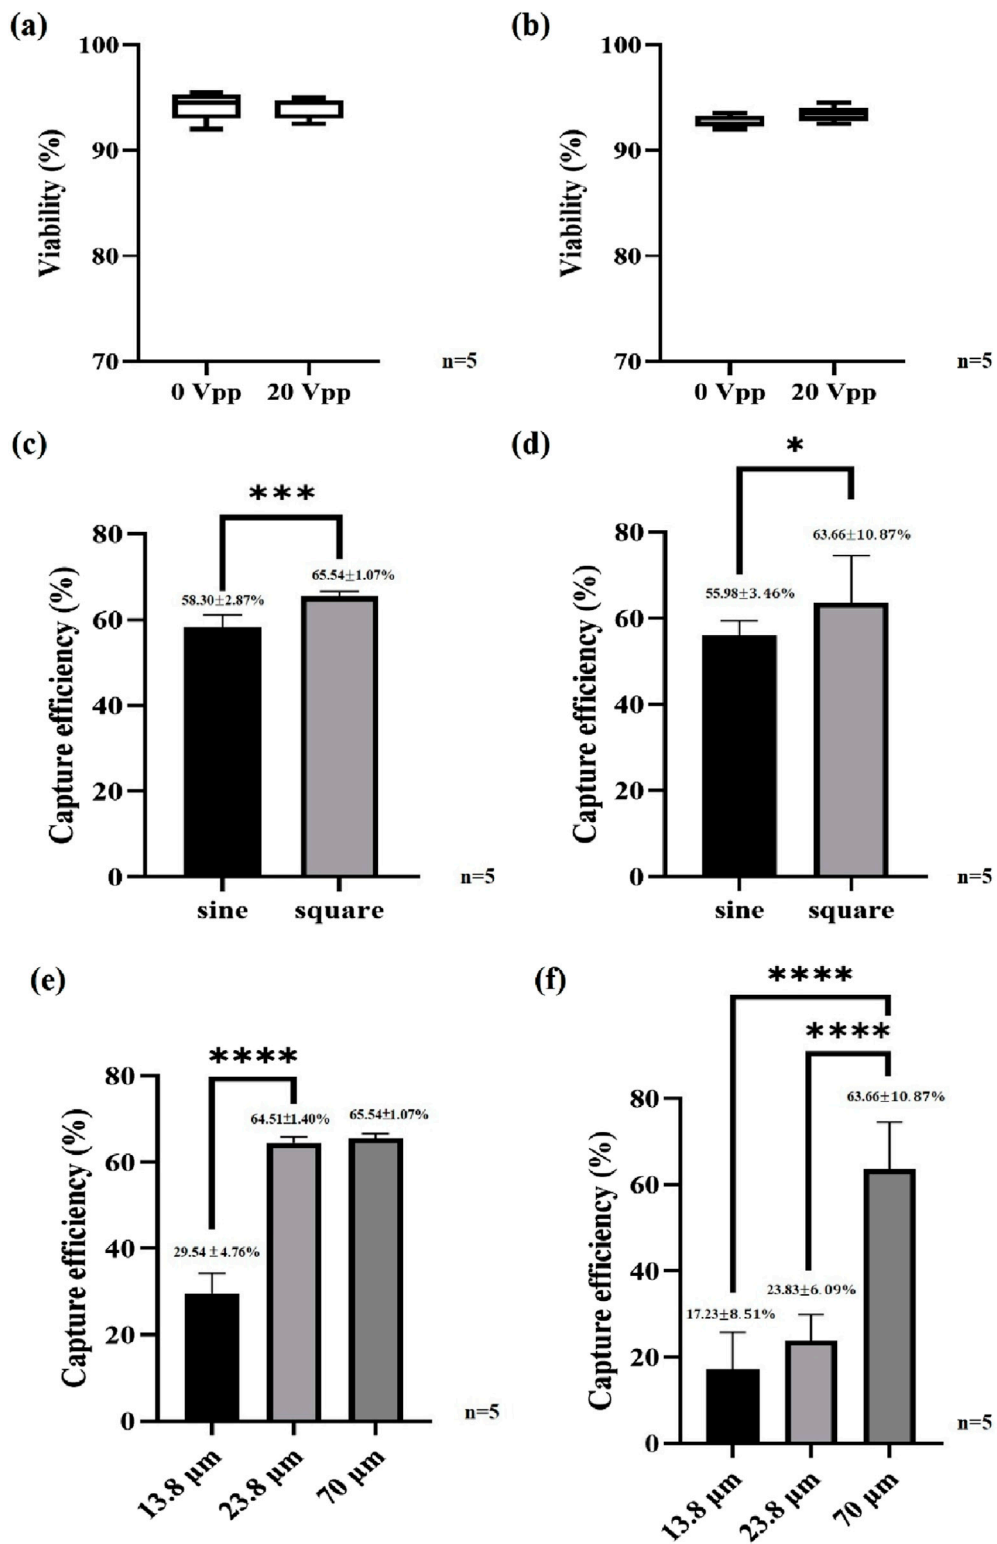 (a)
100
90
80
70
Viability (%)
0 Vpp 20 Vpp
n=5
(b)
100
90
80
70
Viability (%)
0 Vpp 20 Vpp
n=5
(c)
***
80
60
40
20
0
Capture efficiency (%)
58.30±2.87%
65.54±1.07%
sine square
n=5
(d)
*
80
60
40
20
0
Capture efficiency (%)
55.98±3.46%
63.66±10.87%
sine square
n=5
(e)
****
80
60
40
20
0
Capture efficiency (%)
29.54 ±4.76%
64.51±1.40%
65.54±1.07%
13.8 µm 23.8 µm 70 µm
n=5
(f)
****
****
80
60
40
20
0
Capture efficiency (%)
17.23±8.51%
23.83±6.09%
63.66±10.87%
13.8 µm 23.8 µm 70 µm
n=5